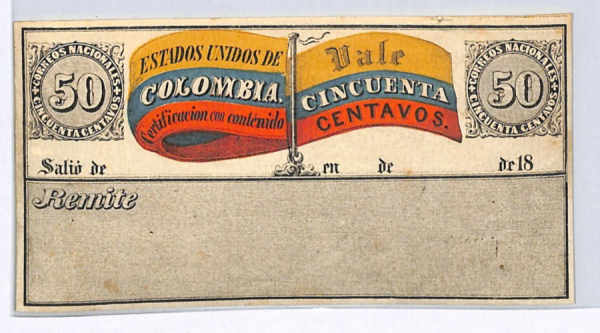 CORREOS NACIONALES
50
CINCUENTA CENTAVOS
ESTADOS UNIDOS DE
COLOMBIA.
Certificacion con contenido
Vale
CINCUENTA
CENTAVOS.
CORREOS NACIONALES
50
CINCUENTA CENTAVOS
Salió de en de de 18
Remite